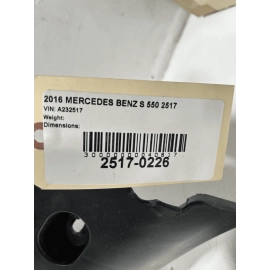 2016 MERCEDES BENZ S 550 2517
VIN: A232517
Weight:
Dimensions:
2517-0226